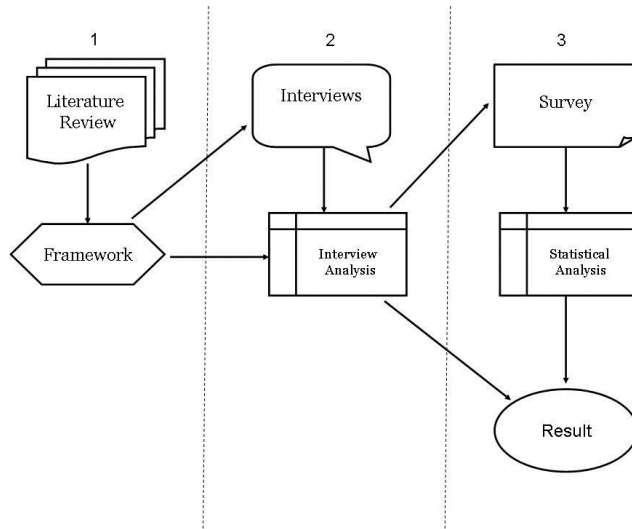 1
2
3
Literature
Review
Interviews
Survey
Framework
Interview
Analysis
Statistical
Analysis
Result